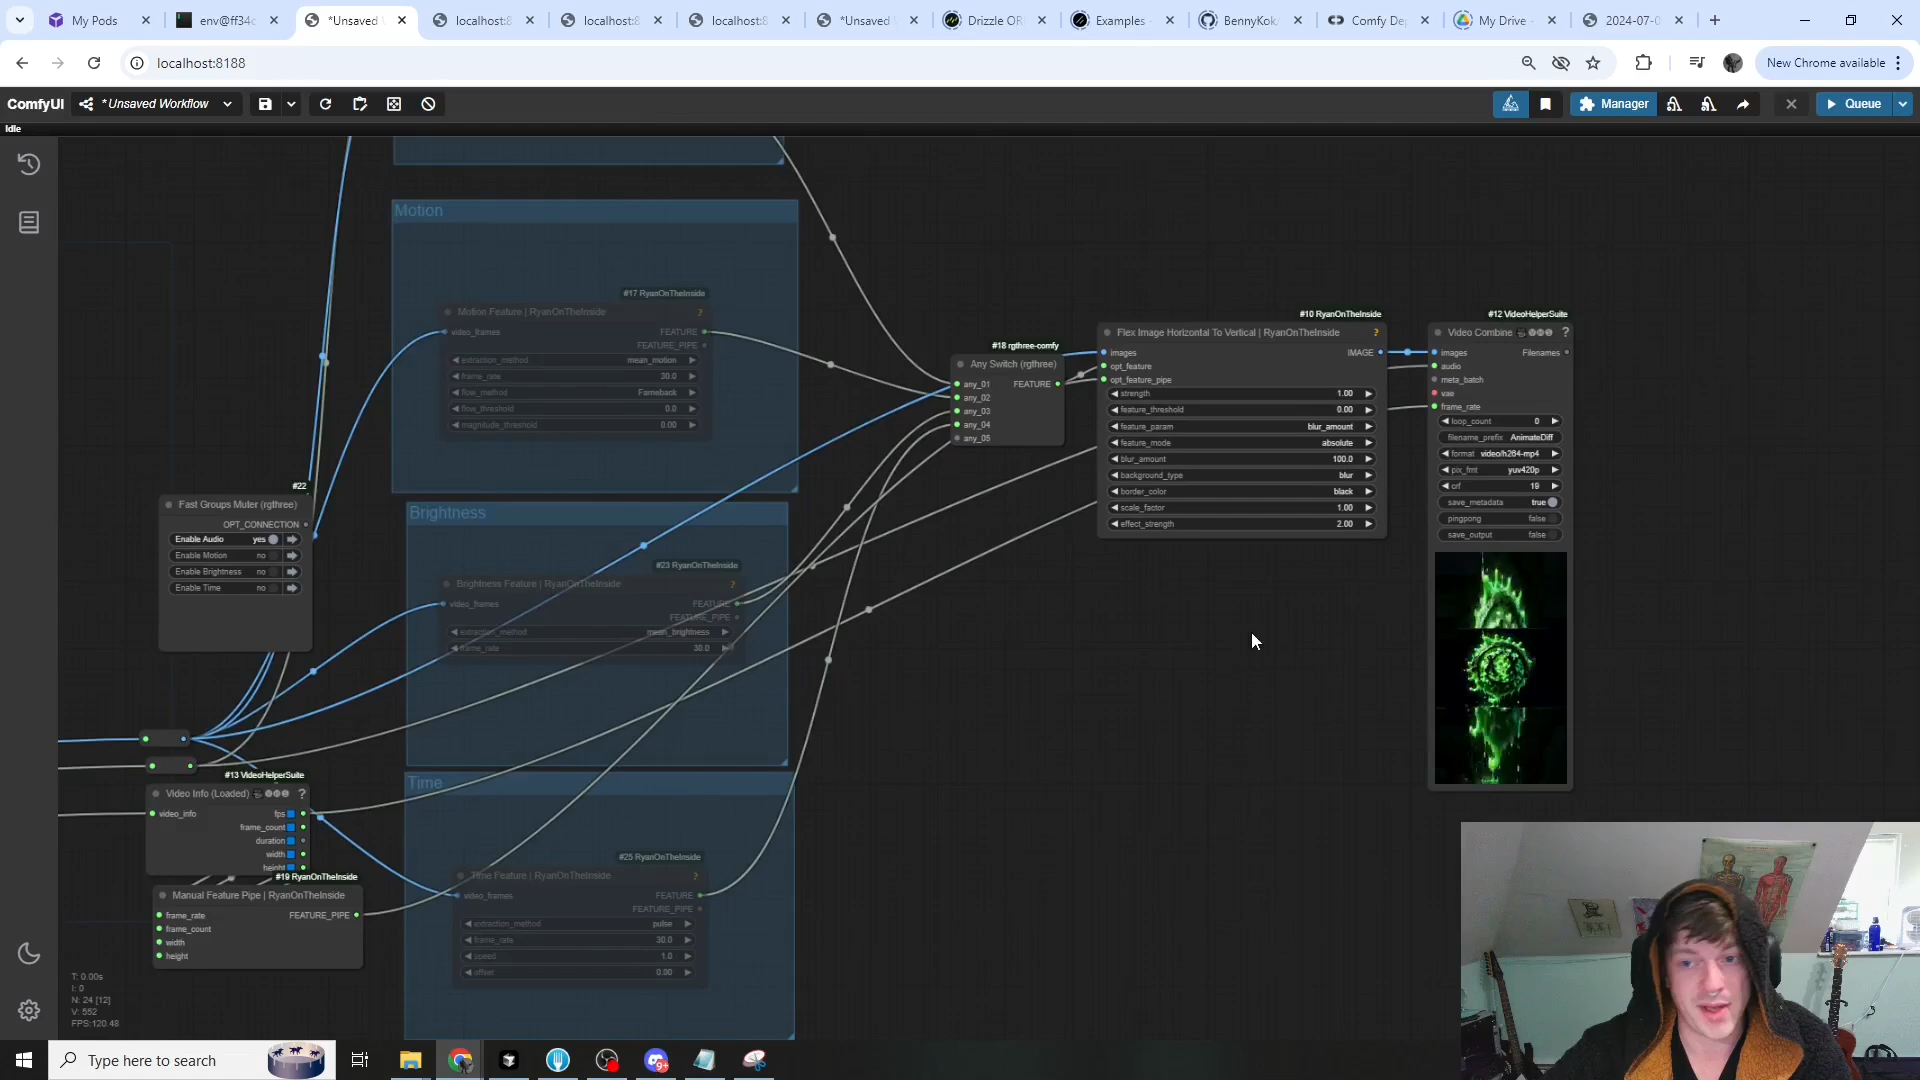 My Pods
env@ff34c
*Unsaved
localhost:8
localhost:8
localhost:8
*Unsaved
Drizzle OR
Examples -
BennyKok
Comfy De
My Drive -
2024-07-0
localhost:8188
New Chrome available
ComfyUI
*Unsaved Workflow
Manager
Queue
Idle
Motion
#17 RyanOnTheInside
Motion Feature | RyanOnTheInside
?
video_frames
FEATURE
FEATURE_PIPE
extraction_method
mean_motion
frame_rate
30.0
flow_method
Farneback
flow_threshold
0.0
magnitude_threshold
0.00
#18 rgthree-comfy
Any Switch (rgthree)
any_01
FEATURE
any_02
any_03
any_04
any_05
#10 RyanOnTheInside
Flex Image Horizontal To Vertical | RyanOnTheInside
?
images
IMAGE
opt_feature
opt_feature_pipe
strength
1.00
feature_threshold
0.00
feature_param
blur_amount
feature_mode
absolute
blur_amount
100.0
background_type
blur
border_color
black
scale_factor
1.00
effect_strength
2.00
#12 VideoHelperSuite
Video Combine
?
images
Filenames
audio
meta_batch
vae
frame_rate
loop_count
0
filename_prefix
AnimateDiff
format
video/h264-mp4
pix_fmt
yuv420p
crf
19
save_metadata
true
pingpong
false
save_output
false
#22
Fast Groups Muter (rgthree)
OPT_CONNECTION
Enable Audio
yes
Enable Motion
no
Enable Brightness
no
Enable Time
no
Brightness
#23 RyanOnTheInside
Brightness Feature | RyanOnTheInside
?
video_frames
FEATURE
FEATURE_PIPE
extraction_method
mean_brightness
frame_rate
30.0
#13 VideoHelperSuite
Video Info (Loaded)
?
video_info
fps
frame_count
duration
width
height
#19 RyanOnTheInside
Manual Feature Pipe | RyanOnTheInside
frame_rate
FEATURE_PIPE
frame_count
width
height
Time
#25 RyanOnTheInside
Time Feature | RyanOnTheInside
?
video_frames
FEATURE
FEATURE_PIPE
extraction_method
pulse
frame_rate
30.0
speed
1.0
offset
0.00
T: 0.00s
I: 0
N: 24 [12]
V: 552
FPS:120.48
Type here to search
9+